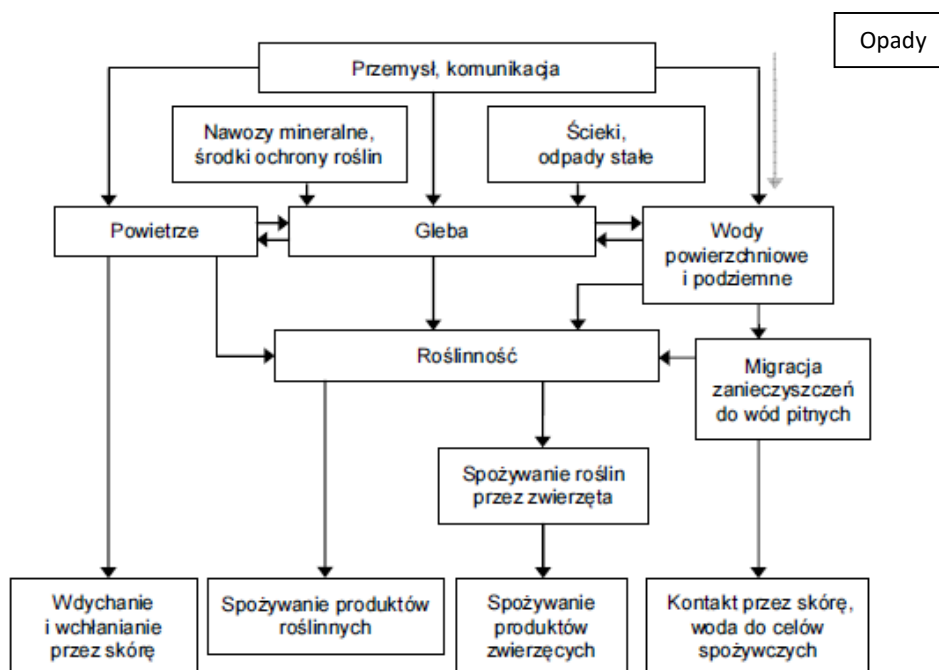 Opady
Przemysł, komunikacja
Nawozy mineralne,
środki ochrony roślin
Ścieki,
odpady stałe
Powietrze
Gleba
Wody
powierzchniowe
i podziemne
Roślinność
Migracja
zanieczyszczeń
do wód pitnych
Spożywanie roślin
przez zwierzęta
Wdychanie
i wchłanianie
przez skórę
Spożywanie produktów
roślinnych
Spożywanie
produktów
zwierzęcych
Kontakt przez skórę,
woda do celów
spożywczych